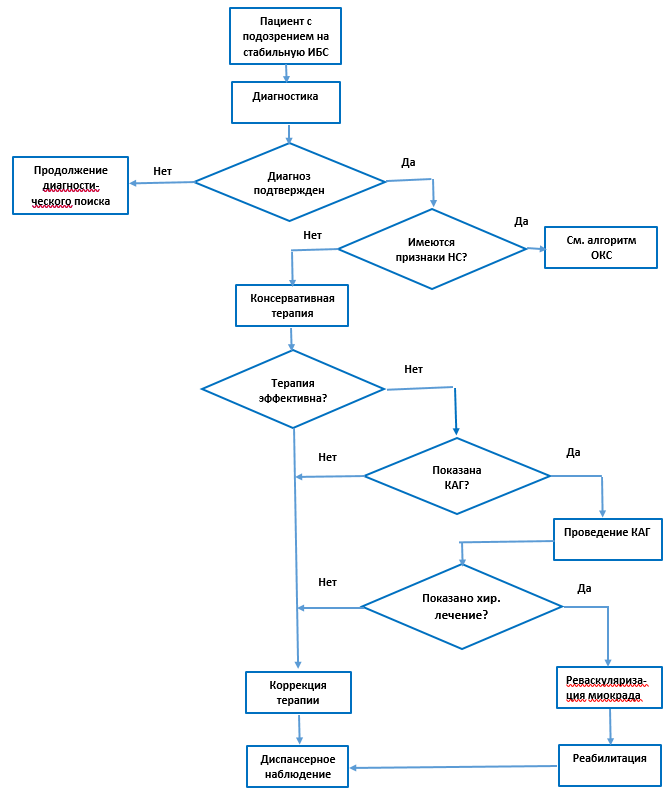 Пациент с
подозрением на
стабильную ИБС
Диагностика
Диагноз
подтвержден
Нет
Да
Продолжение
диагности-
ческого поиска
Имеются
признаки НС?
Нет
Да
См. алгоритм
ОКС
Консервативная
терапия
Терапия
эффективна?
Нет
Показана
КАГ?
Нет
Да
Проведение КАГ
Показано хир.
лечение?
Нет
Да
Реваскуляриза-
ция миокрада
Коррекция
терапии
Реабилитация
Диспансерное
наблюдение